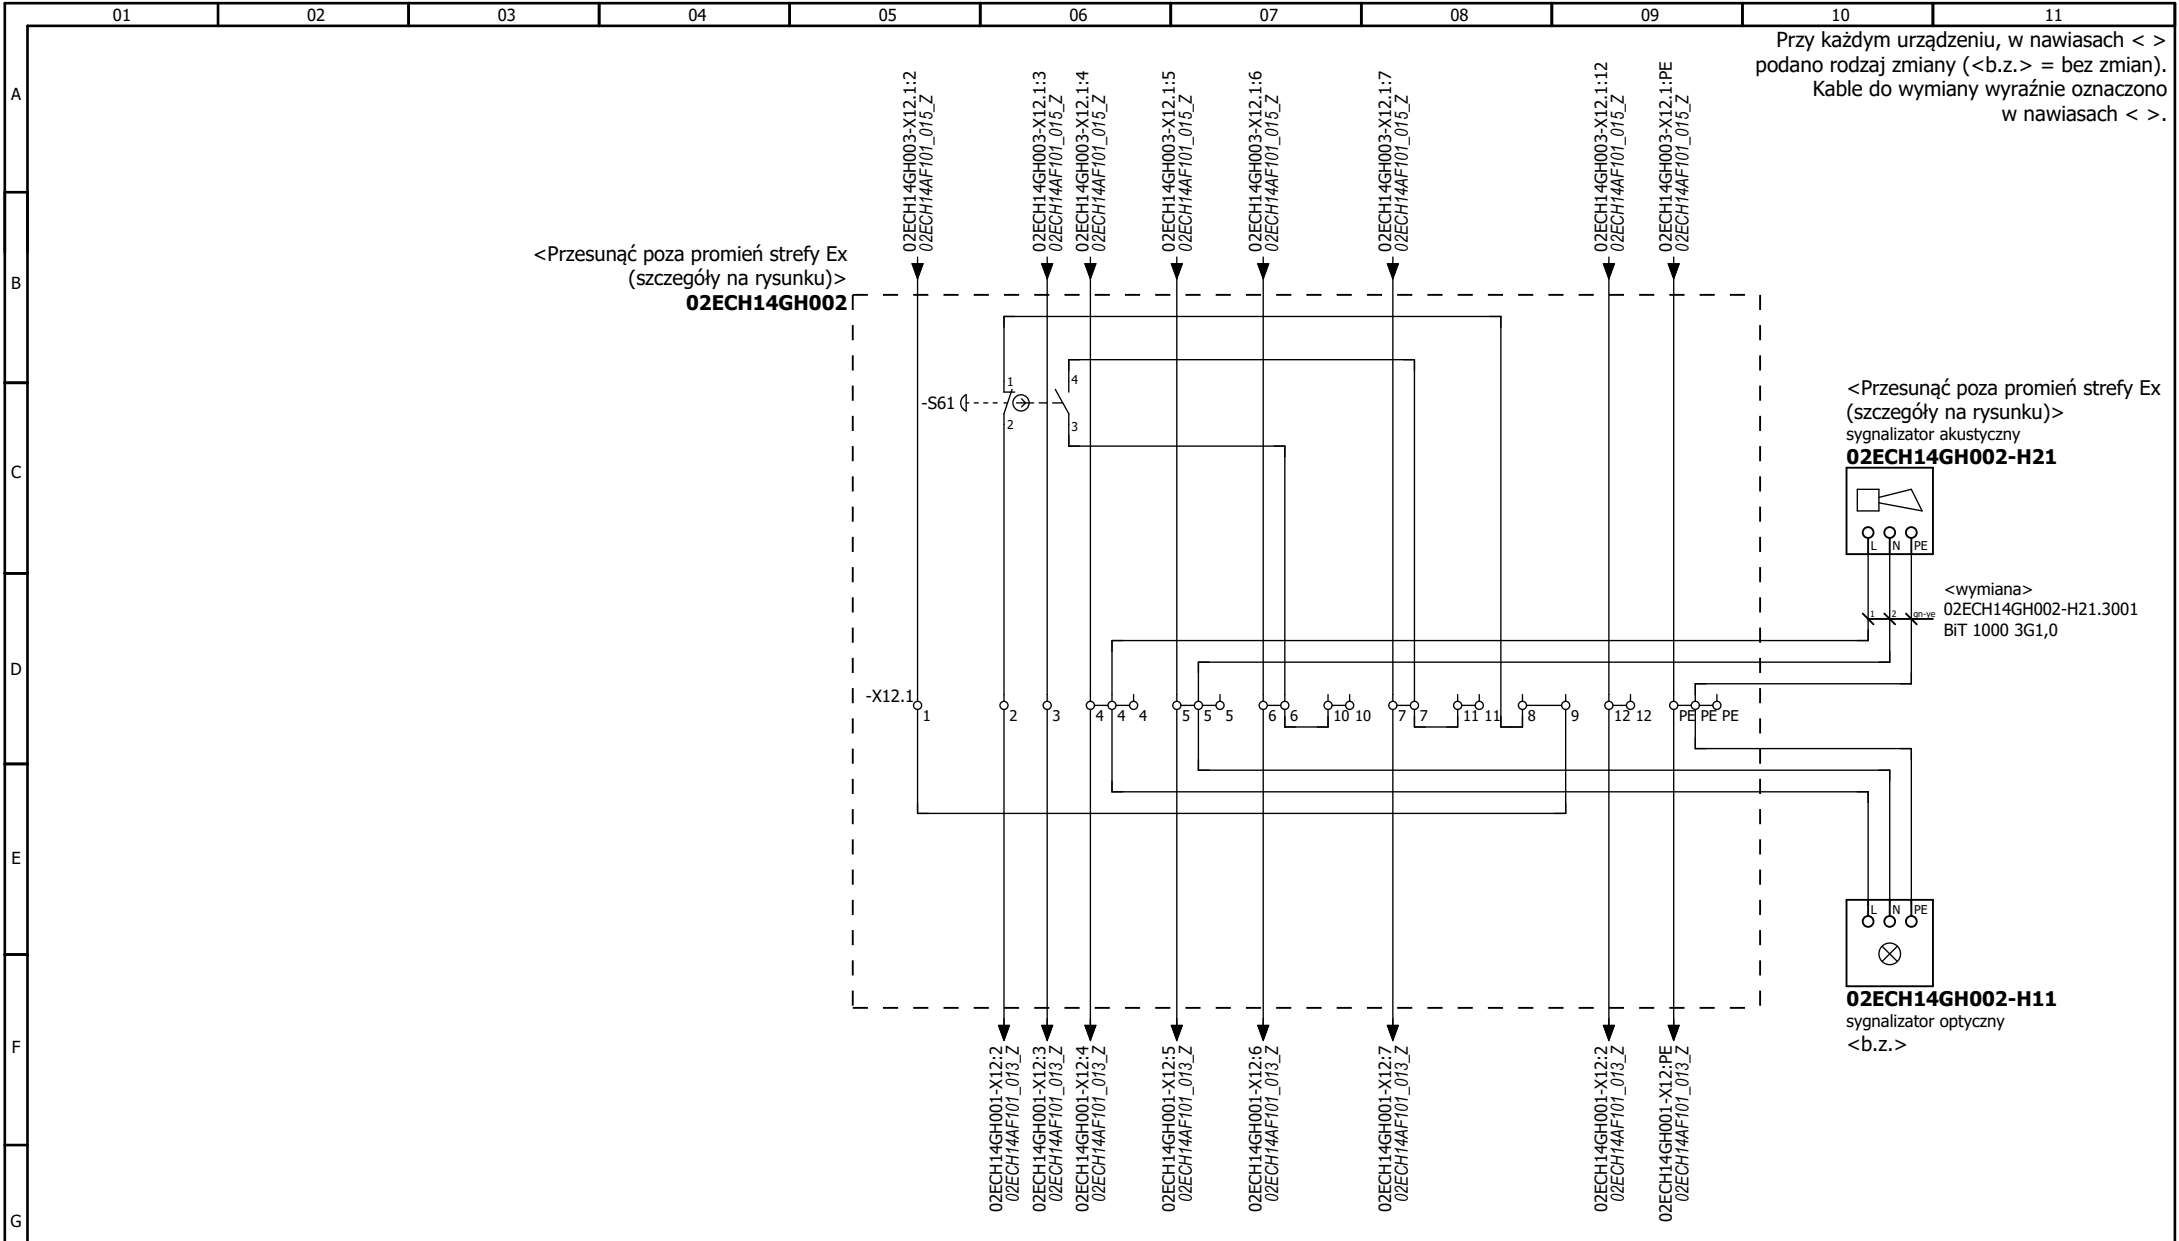 01 02 03 04 05 06 07 08 09 10 11
A
B
C
D
E
F
G
Przy każdym urządzeniu, w nawiasach < >
podano rodzaj zmiany (<b.z.> = bez zmian).
Kable do wymiany wyraźnie oznaczono
w nawiasach < >.
02ECH14GH003-X12.1:2
02ECH14AF101_015_Z
02ECH14GH003-X12.1:3
02ECH14AF101_015_Z
02ECH14GH003-X12.1:4
02ECH14AF101_015_Z
02ECH14GH003-X12.1:5
02ECH14AF101_015_Z
02ECH14GH003-X12.1:6
02ECH14AF101_015_Z
02ECH14GH003-X12.1:7
02ECH14AF101_015_Z
02ECH14GH003-X12.1:12
02ECH14AF101_015_Z
02ECH14GH003-X12.1:PE
02ECH14AF101_015_Z
<Przesunąć poza promień strefy Ex
(szczegóły na rysunku)>
02ECH14GH002
1 4
-S61
2 3
<Przesunąć poza promień strefy Ex
(szczegóły na rysunku)>
sygnalizator akustyczny
02ECH14GH002-H21
L N PE
1 2 gn-ye
<wymiana>
02ECH14GH002-H21.3001
BiT 1000 3G1,0
-X12.1
1 2 3 4 4 4 5 5 5 6 6 10 10 7 7 11 11 8 9 12 12 PE PE PE
L N PE
02ECH14GH002-H11
sygnalizator optyczny
<b.z.>
02ECH14GH001-X12:2
02ECH14AF101_013_Z
02ECH14GH001-X12:3
02ECH14AF101_013_Z
02ECH14GH001-X12:4
02ECH14AF101_013_Z
02ECH14GH001-X12:5
02ECH14AF101_013_Z
02ECH14GH001-X12:6
02ECH14AF101_013_Z
02ECH14GH001-X12:7
02ECH14AF101_013_Z
02ECH14GH001-X12:2
02ECH14AF101_013_Z
02ECH14GH001-X12:PE
02ECH14AF101_013_Z